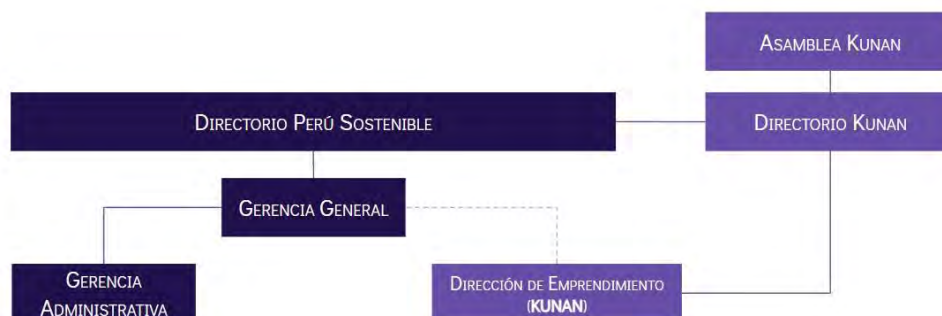 ASAMBLEA KUNAN
DIRECTORIO PERÚ SOSTENIBLE
DIRECTORIO KUNAN
GERENCIA GENERAL
GERENCIA
ADMINISTRATIVA
DIRECCIÓN DE EMPRENDIMIENTO
(KUNAN)